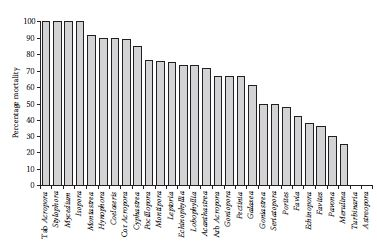 Percentage mortality
100
90
80
70
60
50
40
30
20
10
0
Tab Acropora
Stylophora
Mycedium
Isopora
Montastrea
Hynophora
Cor Acropora
Cyphastrea
Pocillopora
Montipora
Leptoria
Echinophyllia
Lobophyllia
Acanthastrea
Arb Acropora
Goniopora
Pectinia
Galaxea
Goniastrea
Seriatopora
Porites
Favia
Echinopora
Favites
Pavona
Merulina
Turbinaria
Astreopora